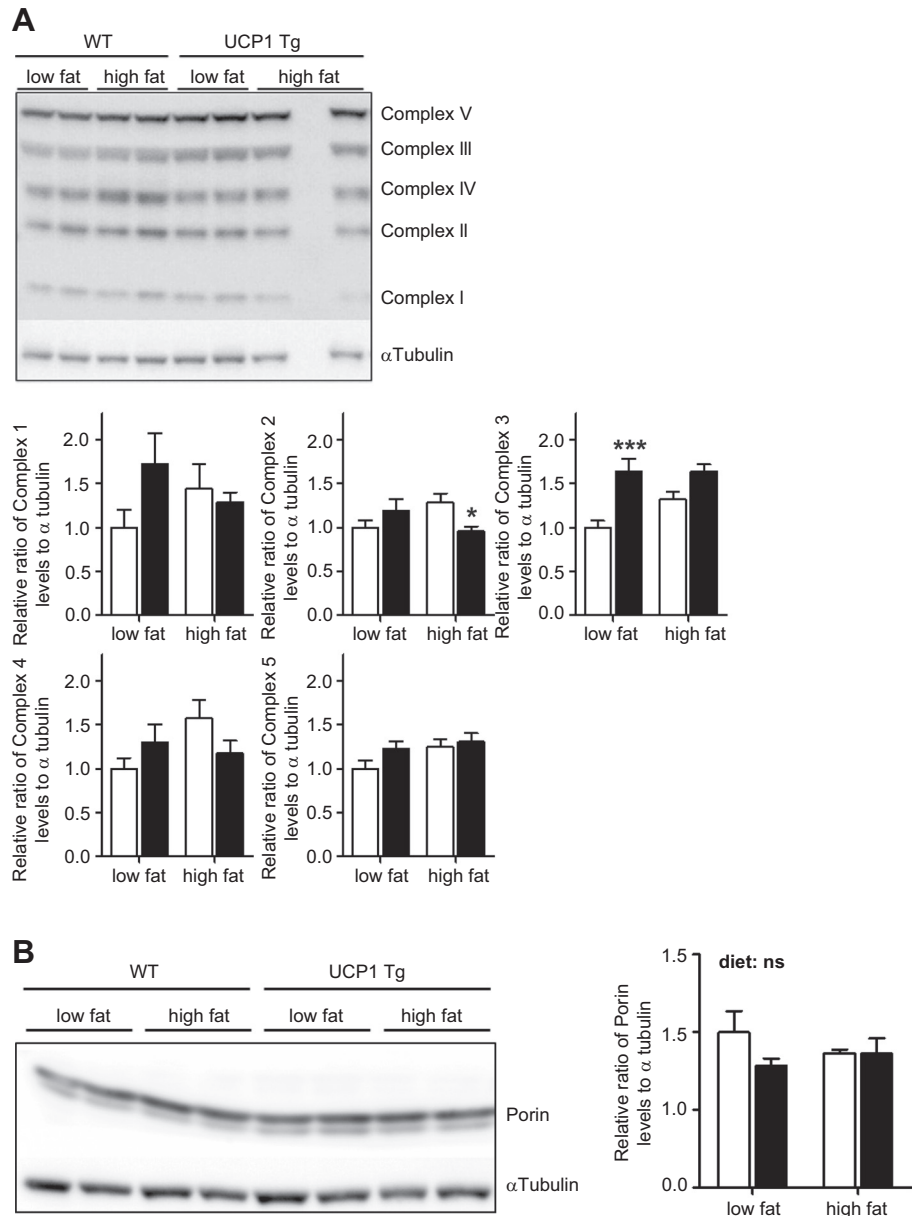 A
WT UCP1 Tg
low fat high fat low fat high fat
Complex V
Complex III
Complex IV
Complex II
Complex I
αTubulin
Relative ratio of Complex 1
levels to α tubulin
2.0
1.5
1.0
0.5
0.0
low fat high fat
Relative ratio of Complex 2
levels to α tubulin
2.0
1.5
1.0
0.5
0.0
*
low fat high fat
Relative ratio of Complex 3
levels to α tubulin
2.0
1.5
1.0
0.5
0.0
***
low fat high fat
Relative ratio of Complex 4
levels to α tubulin
2.0
1.5
1.0
0.5
0.0
low fat high fat
Relative ratio of Complex 5
levels to α tubulin
2.0
1.5
1.0
0.5
0.0
low fat high fat
B
WT UCP1 Tg
low fat high fat low fat high fat
Porin
αTubulin
Relative ratio of Porin
levels to α tubulin
1.5
1.5
1.0
0.0
diet: ns
low fat high fat